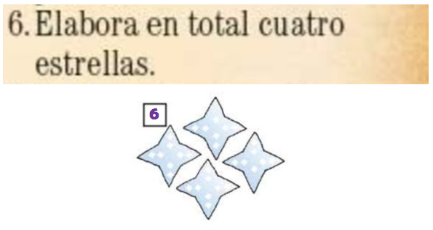 6. Elabora en total cuatro
estrellas.
6